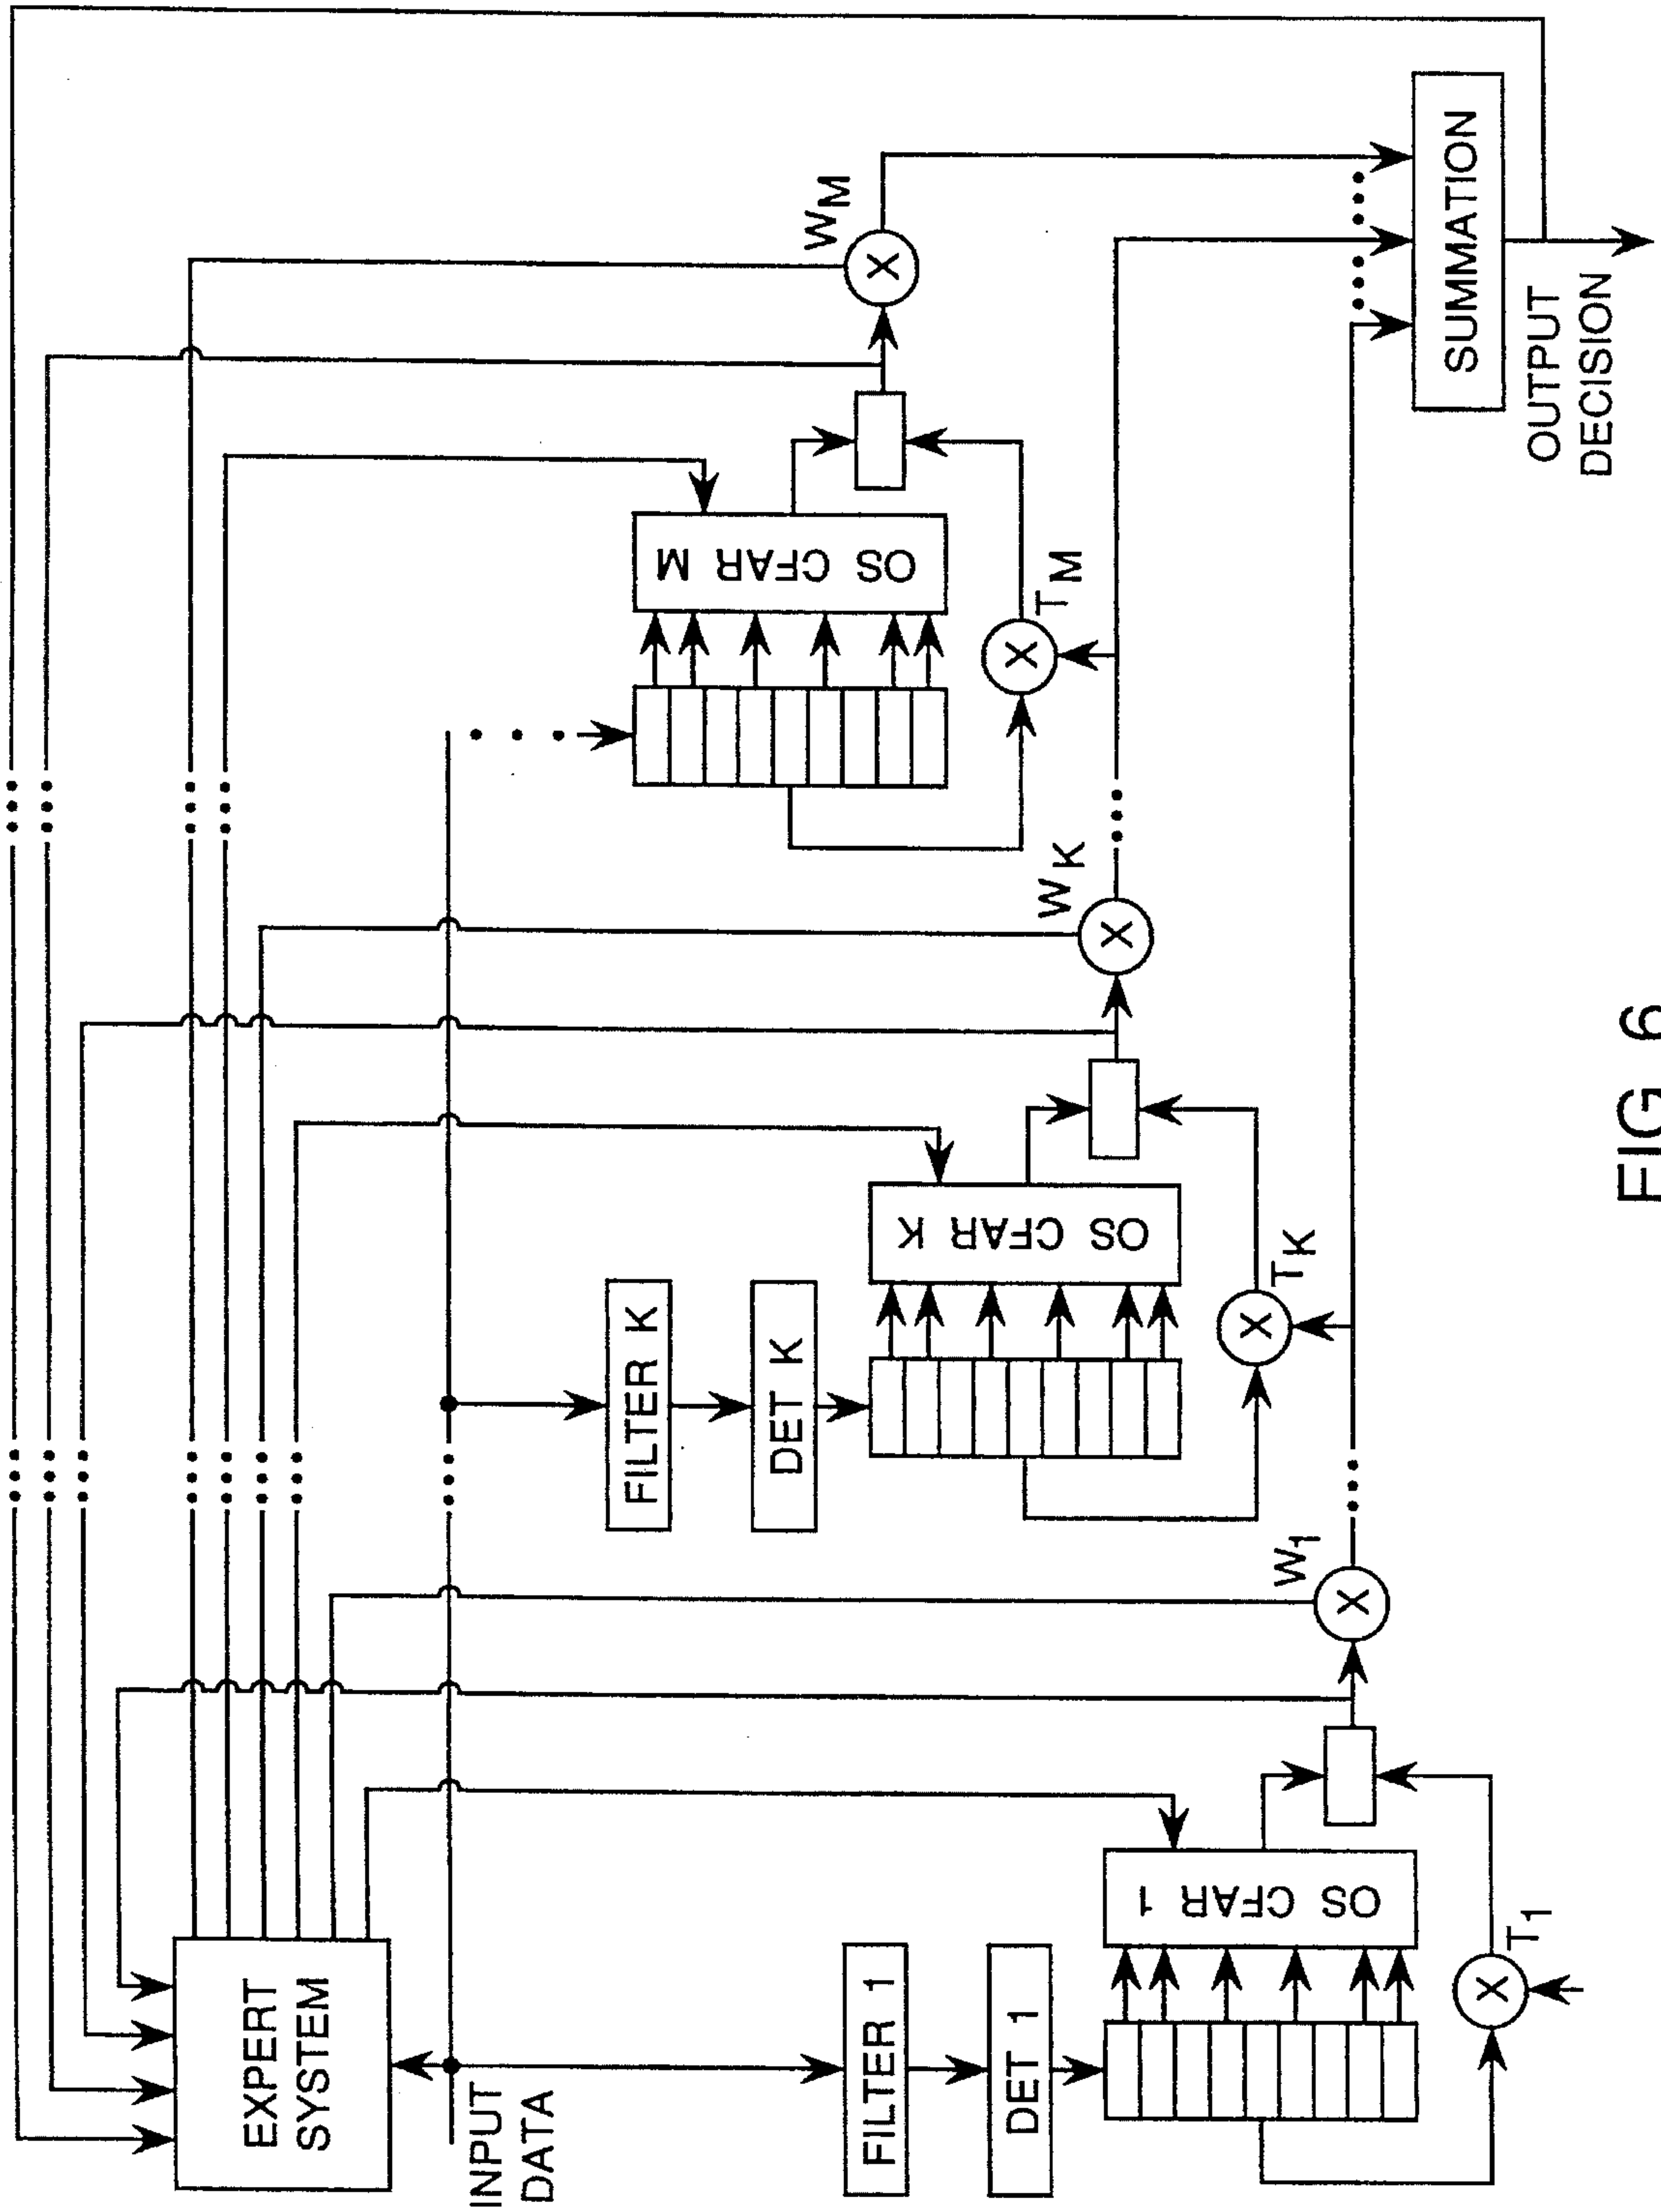 EXPERT
SYSTEM
INPUT
DATA
FILTER 1
DET 1
OS CFAR 1
T1
W1
FILTER K
DET K
OS CFAR K
TK
WK
OS CFAR M
TM
WM
X
X
X
X
X
X
SUMMATION
OUTPUT
DECISION
FIG 6